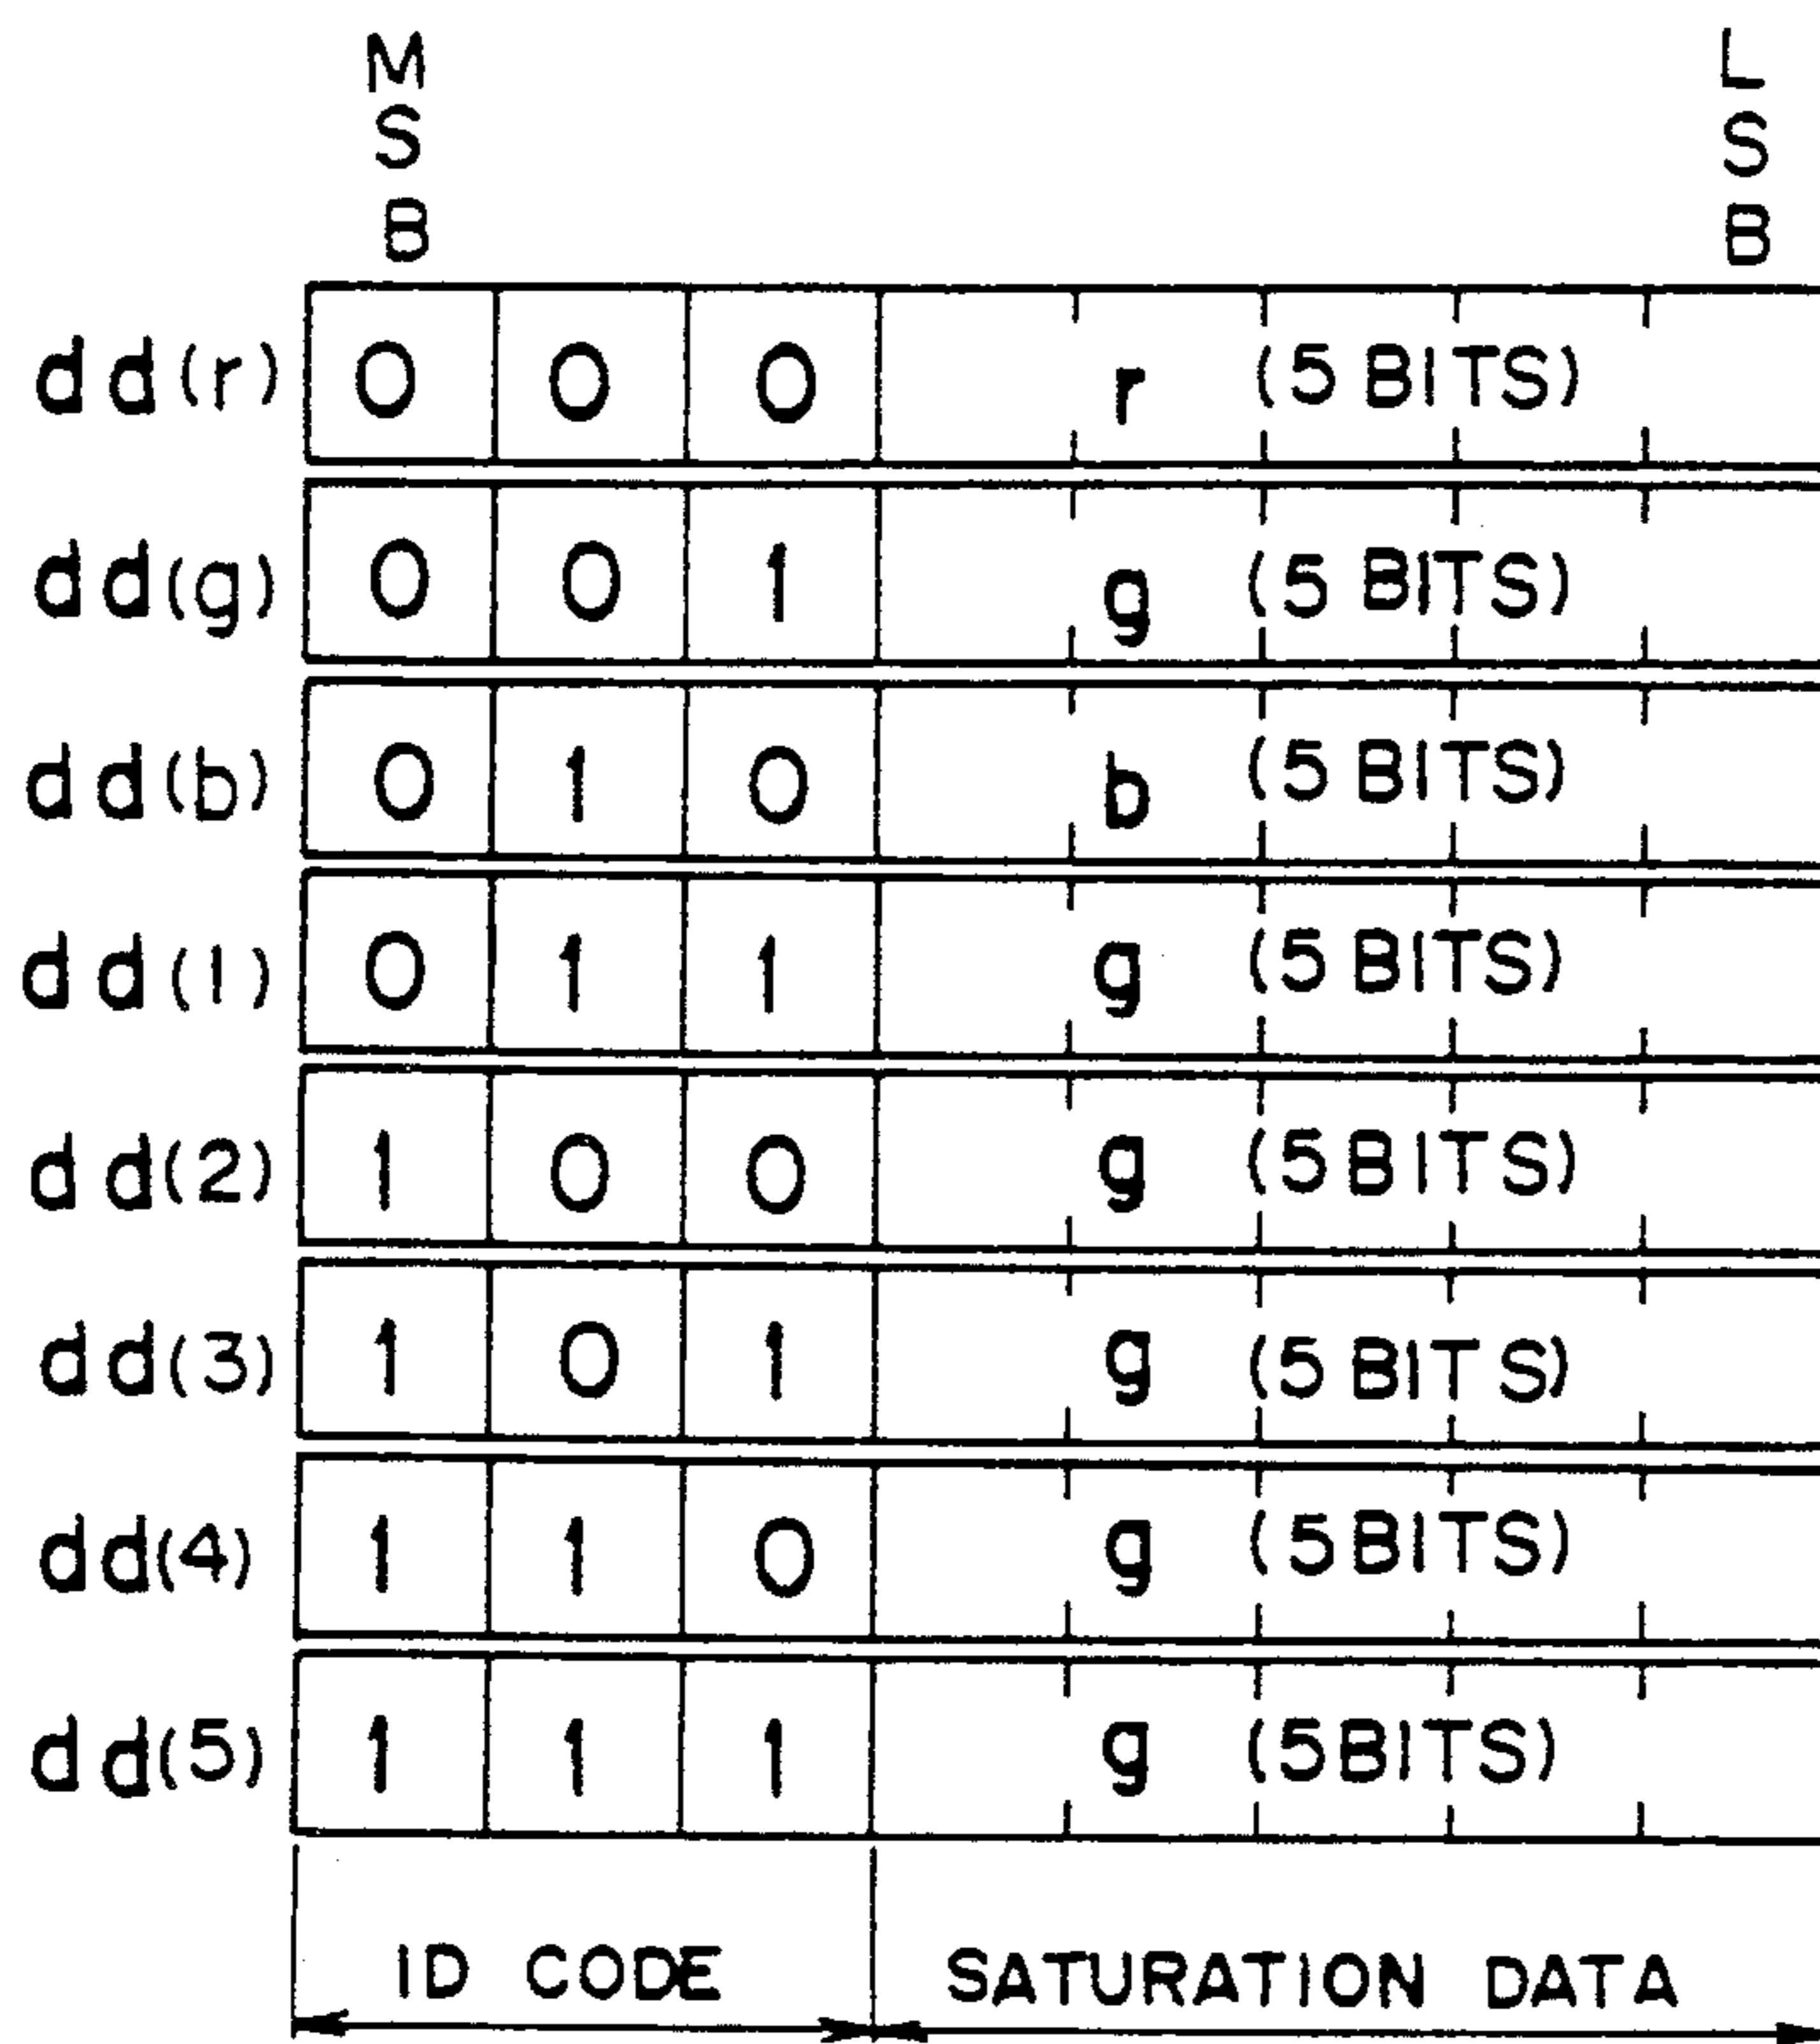 MSB LSB
dd(r) 0 0 0 r (5 BITS)
dd(g) 0 0 1 g (5 BITS)
dd(b) 0 1 0 b (5 BITS)
dd(1) 0 1 1 g (5 BITS)
dd(2) 1 0 0 g (5 BITS)
dd(3) 1 0 1 g (5 BITS)
dd(4) 1 1 0 g (5 BITS)
dd(5) 1 1 1 g (5 BITS)
ID CODE SATURATION DATA